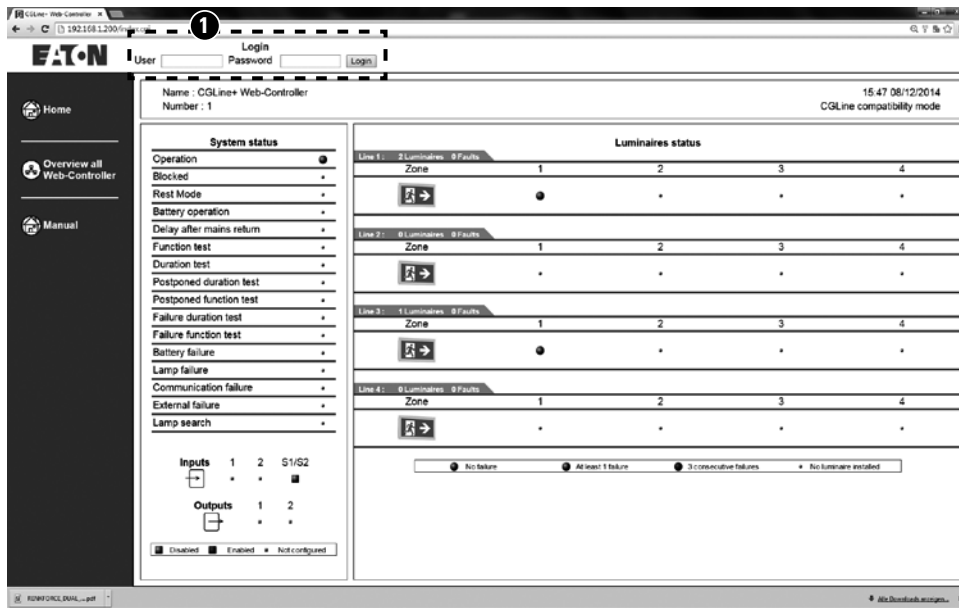 CGLine+ Web-Controller
192.168.1.200/index.cgi
1
EATON
Login
User Password Login
Home
Overview all
Web-Controller
Manual
Name : CGLine+ Web-Controller
Number : 1
15:47 08/12/2014
CGLine compatibility mode
System status
Operation
Blocked
Rest Mode
Battery operation
Delay after mains return
Function test
Duration test
Postponed duration test
Postponed function test
Failure duration test
Failure function test
Battery failure
Lamp failure
Communication failure
External failure
Lamp search
Inputs 1 2 S1/S2
Outputs 1 2
Disabled Enabled Not configured
Luminaires status
Line 1 : 2 Luminaires 0 Faults
Zone 1 2 3 4
Line 2 : 0 Luminaires 0 Faults
Zone 1 2 3 4
Line 3 : 1 Luminaires 0 Faults
Zone 1 2 3 4
Line 4 : 0 Luminaires 0 Faults
Zone 1 2 3 4
No failure At least 1 failure 3 consecutive failures No luminaire installed
RENKFORCE_DUAL_....pdf
Alle Downloads anzeigen...